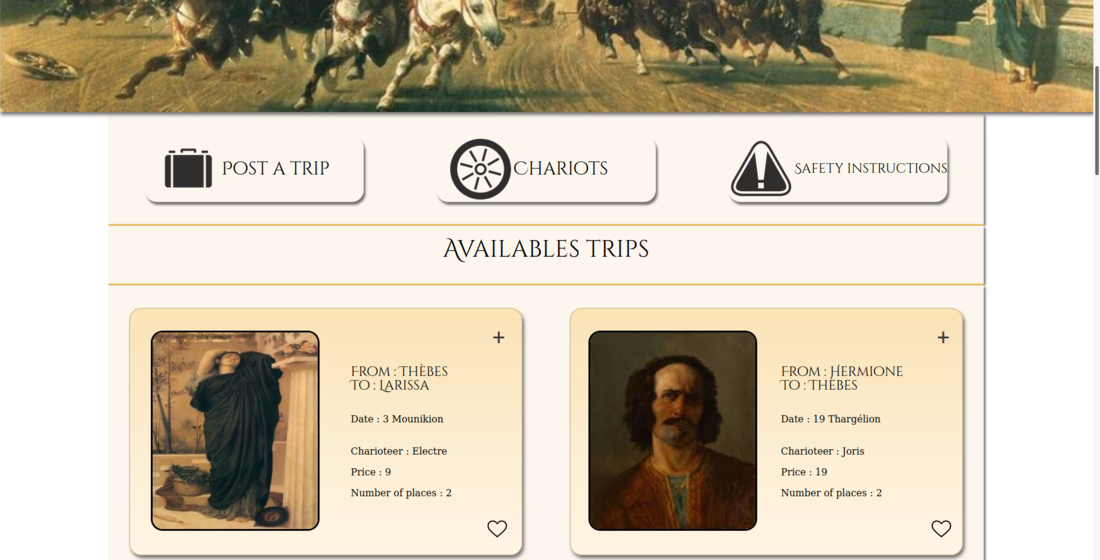 Post a trip
Chariots
Safety instructions
Availables trips
From : Thèbes
To : Larissa
Date : 3 Mounikion
Charioteer : Electre
Price : 9
Number of places : 2
From : Hermione
To : Thèbes
Date : 19 Thargélion
Charioteer : Joris
Price : 19
Number of places : 2